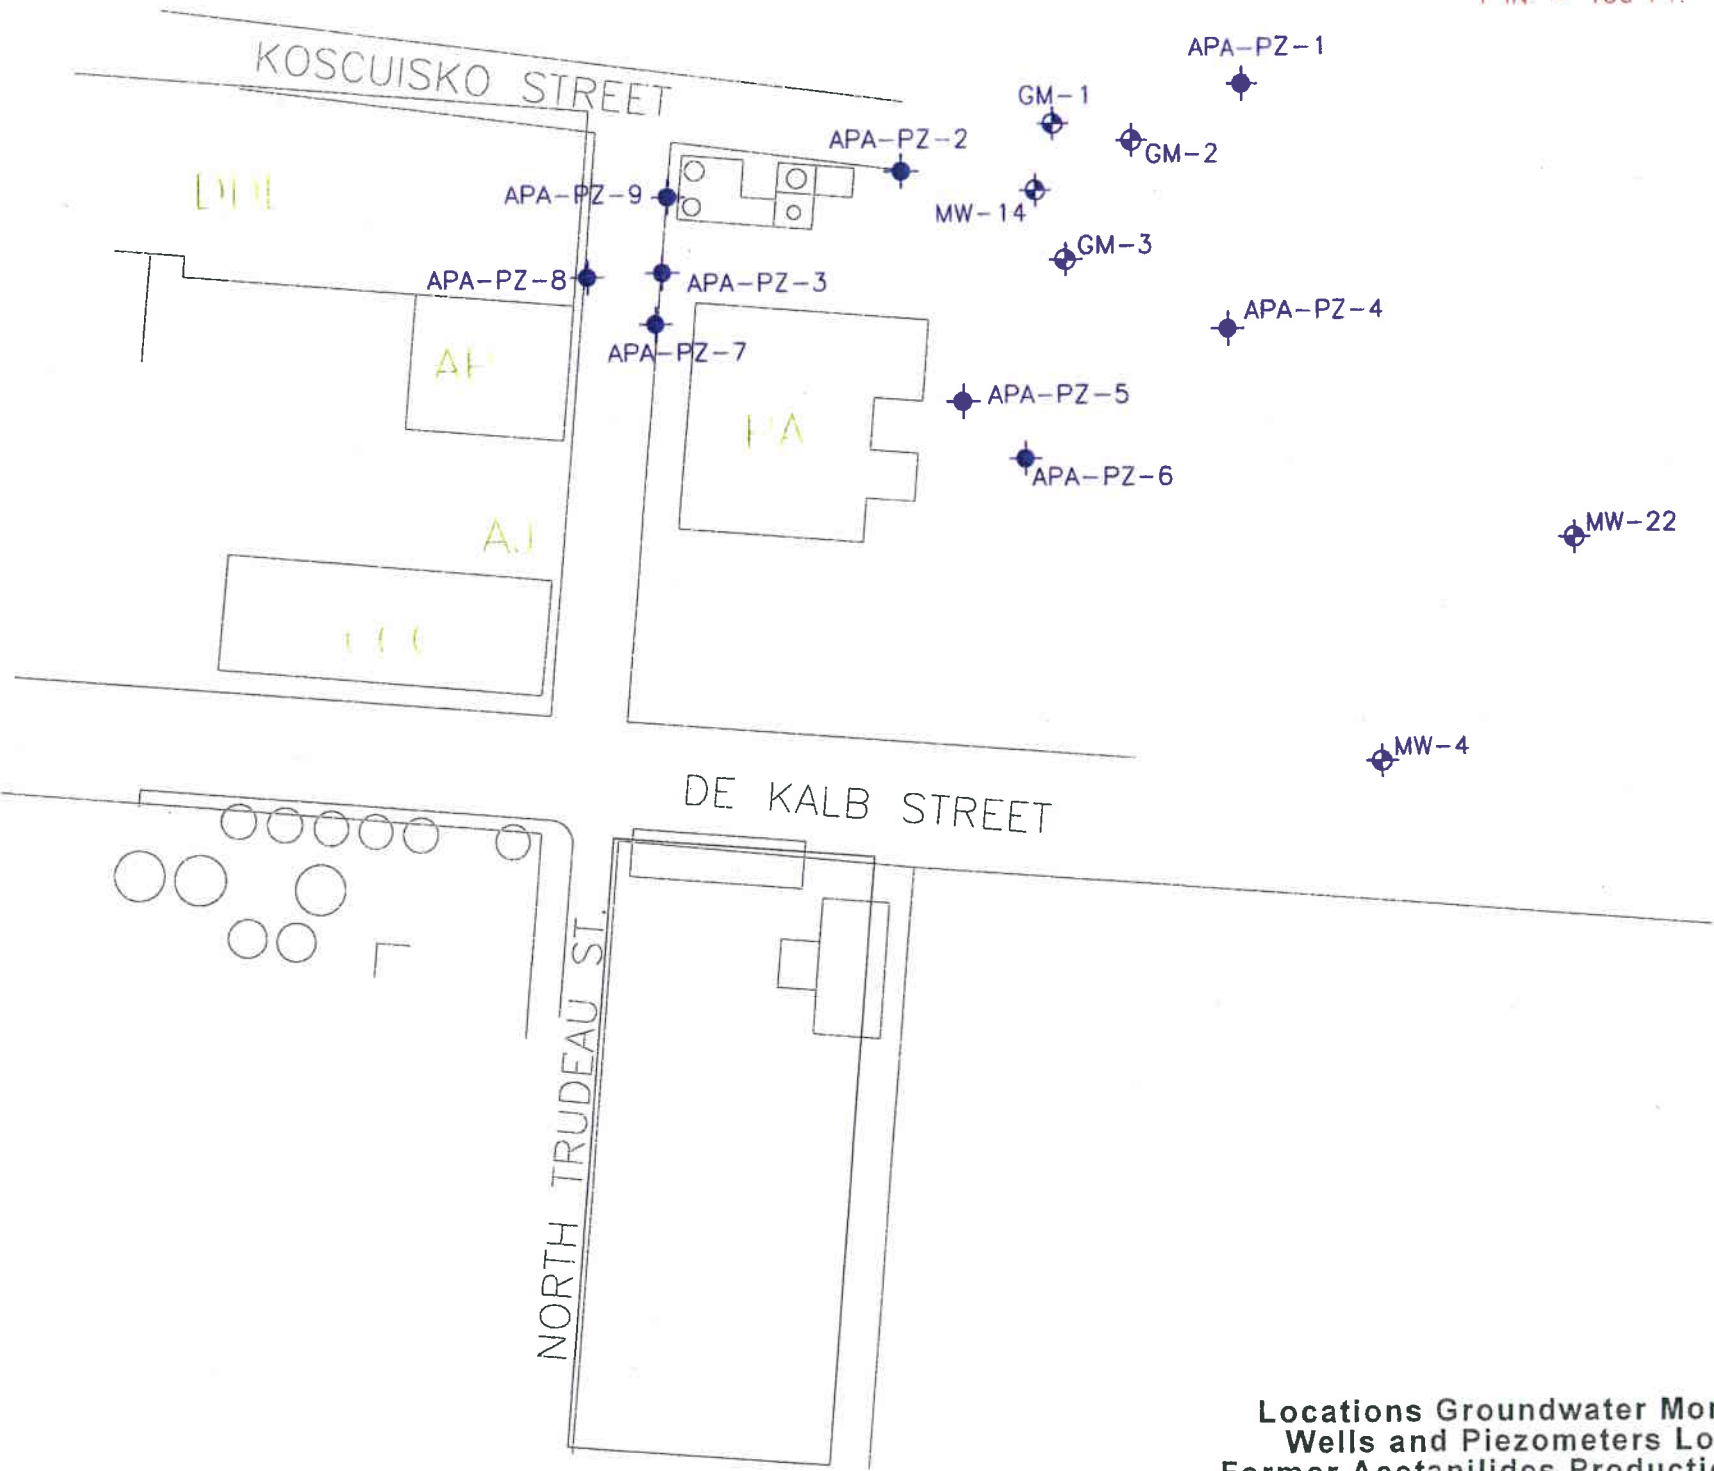 APA-PZ-1
KOSCUISKO STREET
GM-1
APA-PZ-2
GM-2
APA-PZ-9
MW-14
GM-3
APA-PZ-8
APA-PZ-3
APA-PZ-4
APA-PZ-7
APA-PZ-5
APA-PZ-6
MW-22
MW-4
DE KALB STREET
NORTH TRUDEAU ST.
Locations Groundwater
Wells and Piezometers
Former Acetanilides